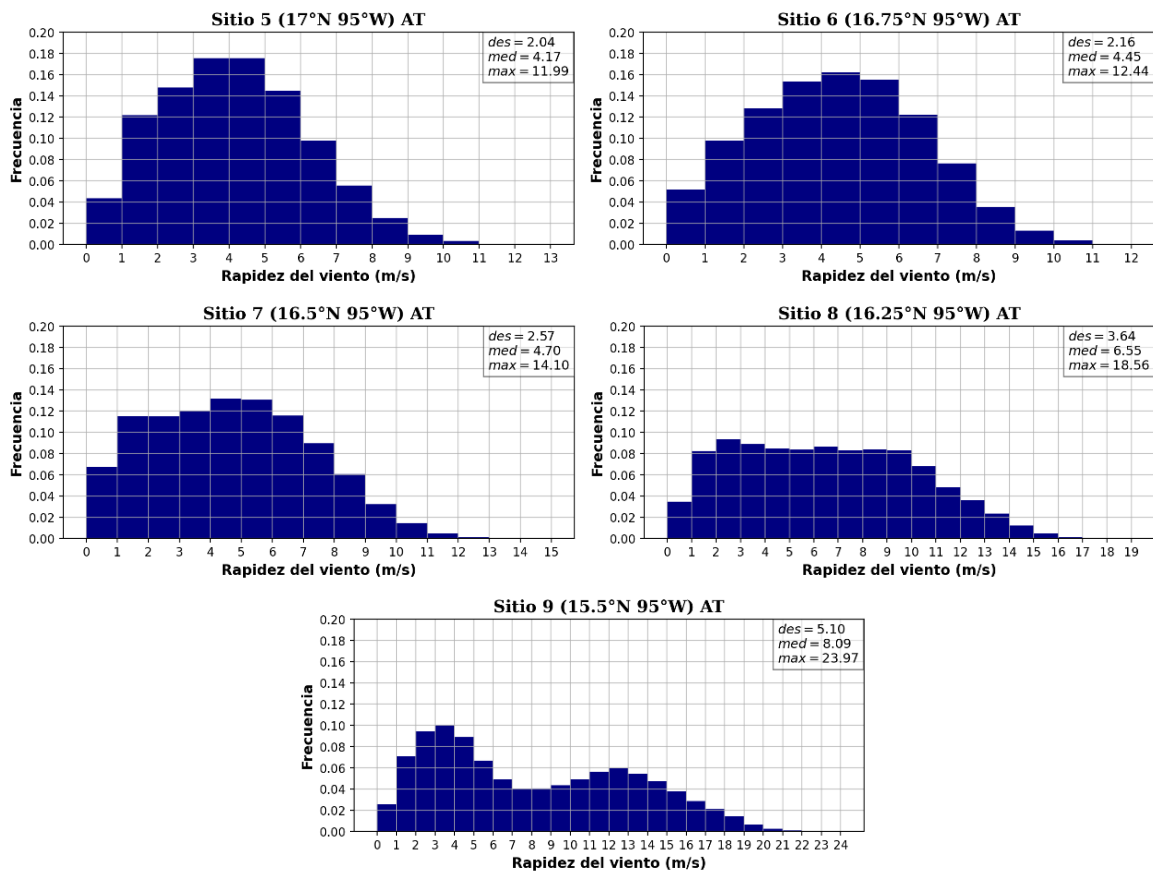 Sitio 5 (17°N 95°W) AT
des = 2.04
med = 4.17
max = 11.99
Frecuencia
0.20
0.18
0.16
0.14
0.12
0.10
0.08
0.06
0.04
0.02
0.00
0 1 2 3 4 5 6 7 8 9 10 11 12 13
Rapidez del viento (m/s)
Sitio 6 (16.75°N 95°W) AT
des = 2.16
med = 4.45
max = 12.44
Frecuencia
0.20
0.18
0.16
0.14
0.12
0.10
0.08
0.06
0.04
0.02
0.00
0 1 2 3 4 5 6 7 8 9 10 11 12
Rapidez del viento (m/s)
Sitio 7 (16.5°N 95°W) AT
des = 2.57
med = 4.70
max = 14.10
Frecuencia
0.20
0.18
0.16
0.14
0.12
0.10
0.08
0.06
0.04
0.02
0.00
0 1 2 3 4 5 6 7 8 9 10 11 12 13 14 15
Rapidez del viento (m/s)
Sitio 8 (16.25°N 95°W) AT
des = 3.64
med = 6.55
max = 18.56
Frecuencia
0.20
0.18
0.16
0.14
0.12
0.10
0.08
0.06
0.04
0.02
0.00
0 1 2 3 4 5 6 7 8 9 10 11 12 13 14 15 16 17 18 19
Rapidez del viento (m/s)
Sitio 9 (15.5°N 95°W) AT
des = 5.10
med = 8.09
max = 23.97
Frecuencia
0.20
0.18
0.16
0.14
0.12
0.10
0.08
0.06
0.04
0.02
0.00
0 1 2 3 4 5 6 7 8 9 10 11 12 13 14 15 16 17 18 19 20 21 22 23 24
Rapidez del viento (m/s)